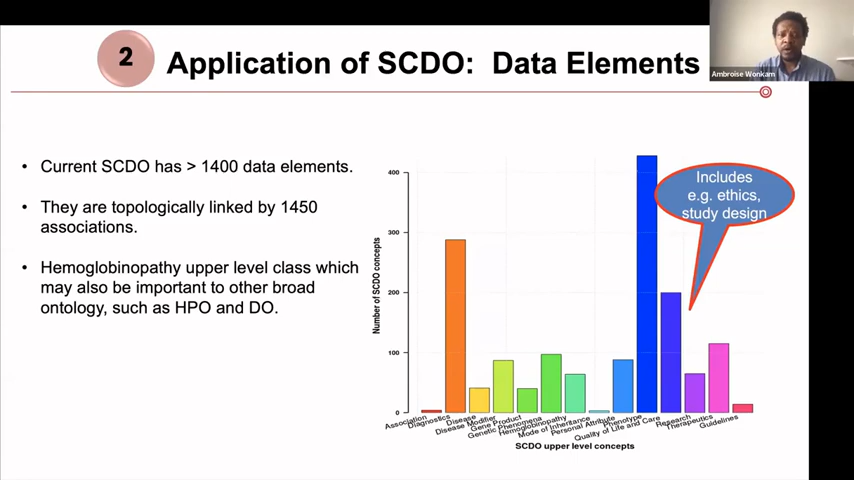 2
Application of SCDO: Data Elements
Ambroise Wonkam
• Current SCDO has > 1400 data elements.
• They are topologically linked by 1450
associations.
• Hemoglobinopathy upper level class which
may also be important to other broad
ontology, such as HPO and DO.
Includes
e.g. ethics,
study design
Number of SCDO concepts
400
300
200
100
0
Association
Diagnostics
Disease
Disease Modifier
Gene Product
Genetic Phenomena
Hemoglobinopathy
Mode of Inheritance
Personal Attribute
Phenotype
Quality of Life and Care
Research
Therapeutics
Guidelines
SCDO upper level concepts